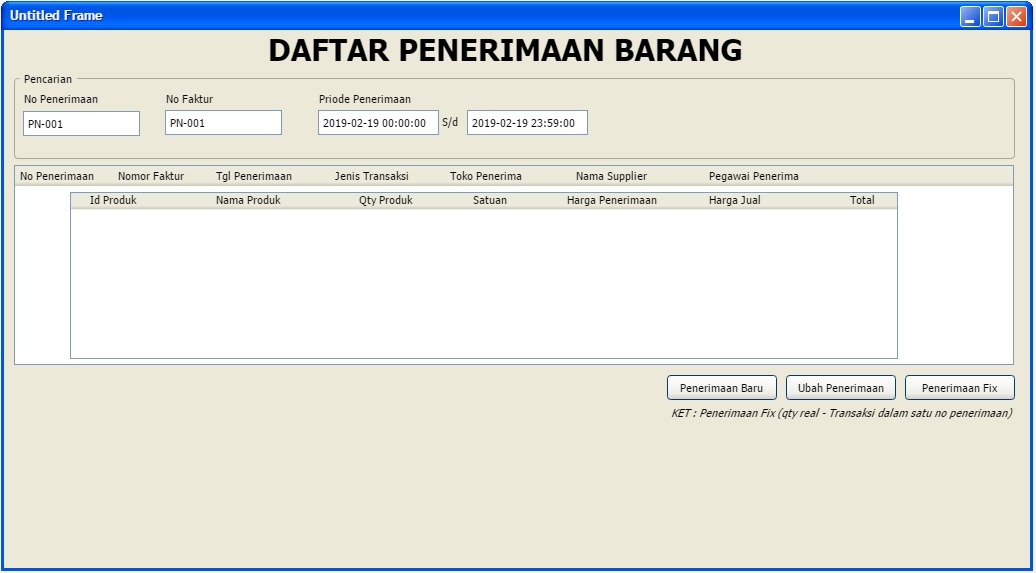 Untitled Frame
DAFTAR PENERIMAAN BARANG
Pencarian
No Penerimaan No Faktur Priode Penerimaan
PN-001 PN-001 2019-02-19 00:00:00 S/d 2019-02-19 23:59:00
No Penerimaan Nomor Faktur Tgl Penerimaan Jenis Transaksi Toko Penerima Nama Supplier Pegawai Penerima
Id Produk Nama Produk Qty Produk Satuan Harga Penerimaan Harga Jual Total
Penerimaan Baru Ubah Penerimaan Penerimaan Fix
KET : Penerimaan Fix (qty real - Transaksi dalam satu no penerimaan)